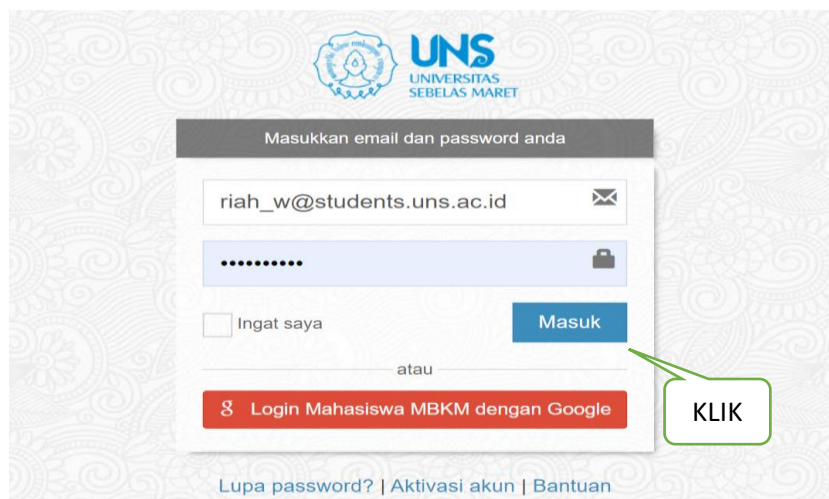 UNS
UNIVERSITAS
SEBELAS MARET
Masukkan email dan password anda
riah_w@students.uns.ac.id
••••••••••
Ingat saya
Masuk
atau
Login Mahasiswa MBKM dengan Google
KLIK
Lupa password? | Aktivasi akun | Bantuan